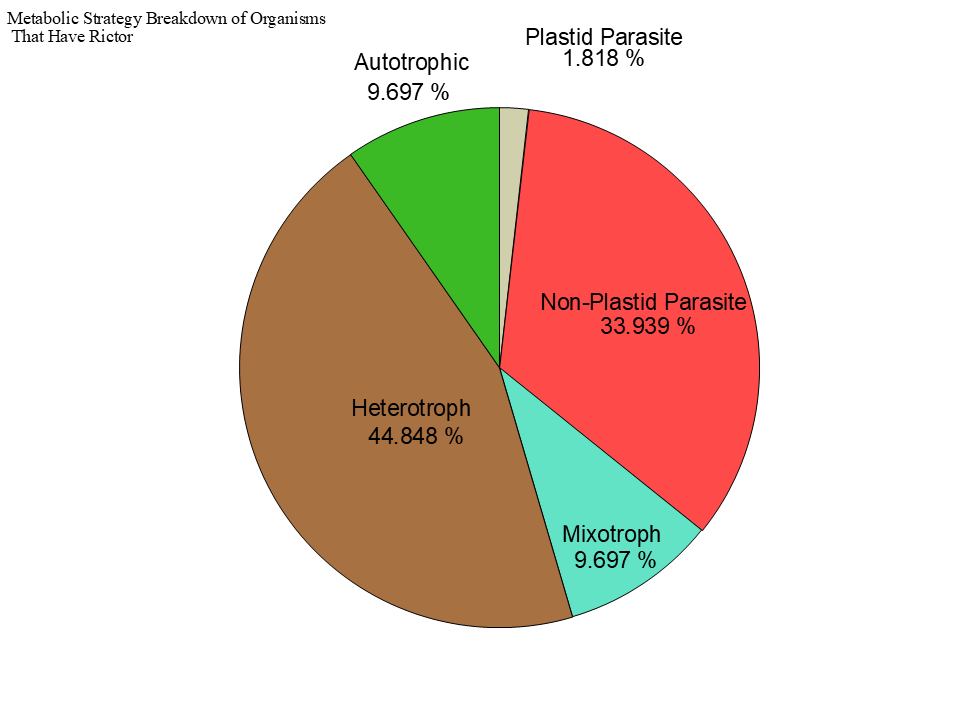 Metabolic Strategy Breakdown of Organisms
That Have Rictor
Plastid Parasite
1.818 %
Autotrophic
9.697 %
Non-Plastid Parasite
33.939 %
Heterotroph
44.848 %
Mixotroph
9.697 %